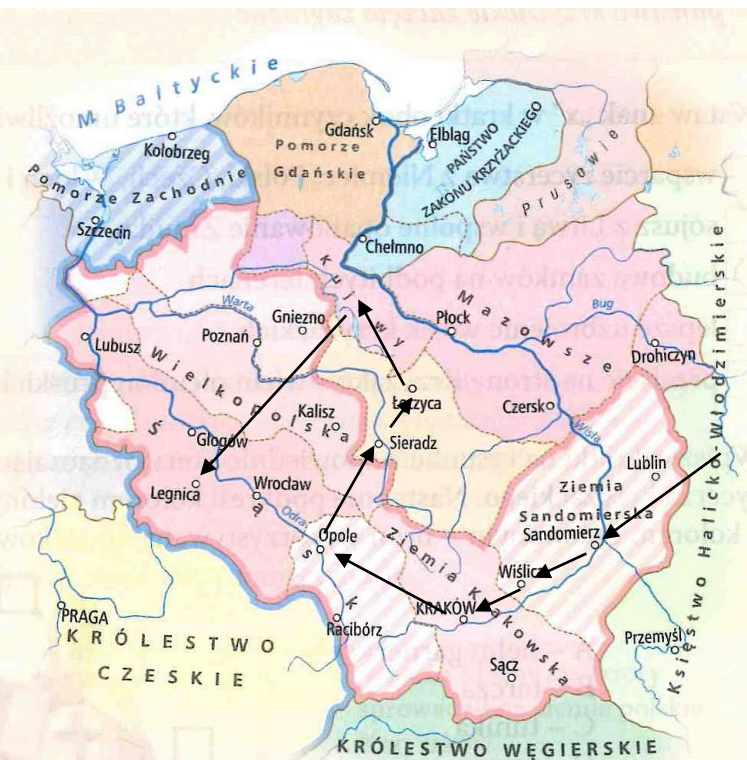 M. Bałtyckie
Gdańsk
Pomorze
Gdańskie
Elbląg
PAŃSTWO
ZAKONU KRZYŻACKIEGO
Prusowie
Kołobrzeg
Pomorze Zachodnie
Szczecin
Chełmno
Kujawy
Mazowsze
Bug
Warta
Gniezno
Płock
Poznań
Lubusz
Wielkopolska
Drohiczyn
Łęczyca
Kalisz
Czersk
Wisła
Głogów
Sieradz
Legnica
Wrocław
Odra
Śląsk
Lublin
Ziemia
Sandomierska
Sandomierz
Opole
Ziemia Krakowska
Wiślica
KRAKÓW
Racibórz
Sącz
Przemyśl
Księstwo Halicko-Włodzimierskie
PRAGA
KRÓLESTWO
CZESKIE
KRÓLESTWO WĘGIERSKIE